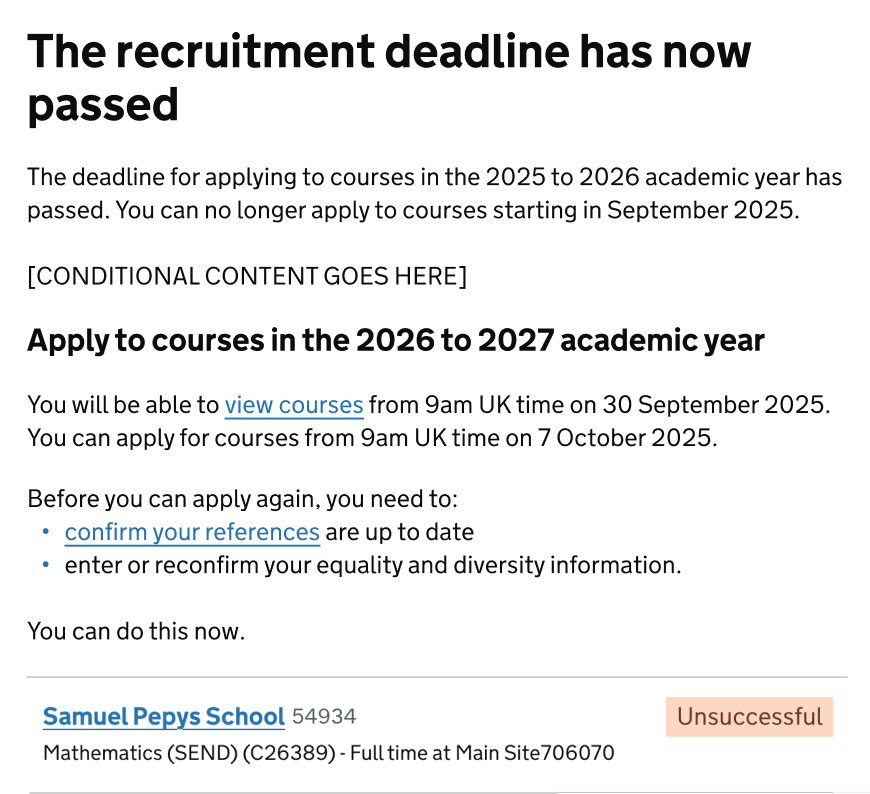 The recruitment deadline has now
passed
The deadline for applying to courses in the 2025 to 2026 academic year has
passed. You can no longer apply to courses starting in September 2025.
[CONDITIONAL CONTENT GOES HERE]
Apply to courses in the 2026 to 2027 academic year
You will be able to view courses from 9am UK time on 30 September 2025.
You can apply for courses from 9am UK time on 7 October 2025.
Before you can apply again, you need to:
• confirm your references are up to date
• enter or reconfirm your equality and diversity information.
You can do this now.
Samuel Pepys School 54934 Unsuccessful
Mathematics (SEND) (C26389) - Full time at Main Site706070